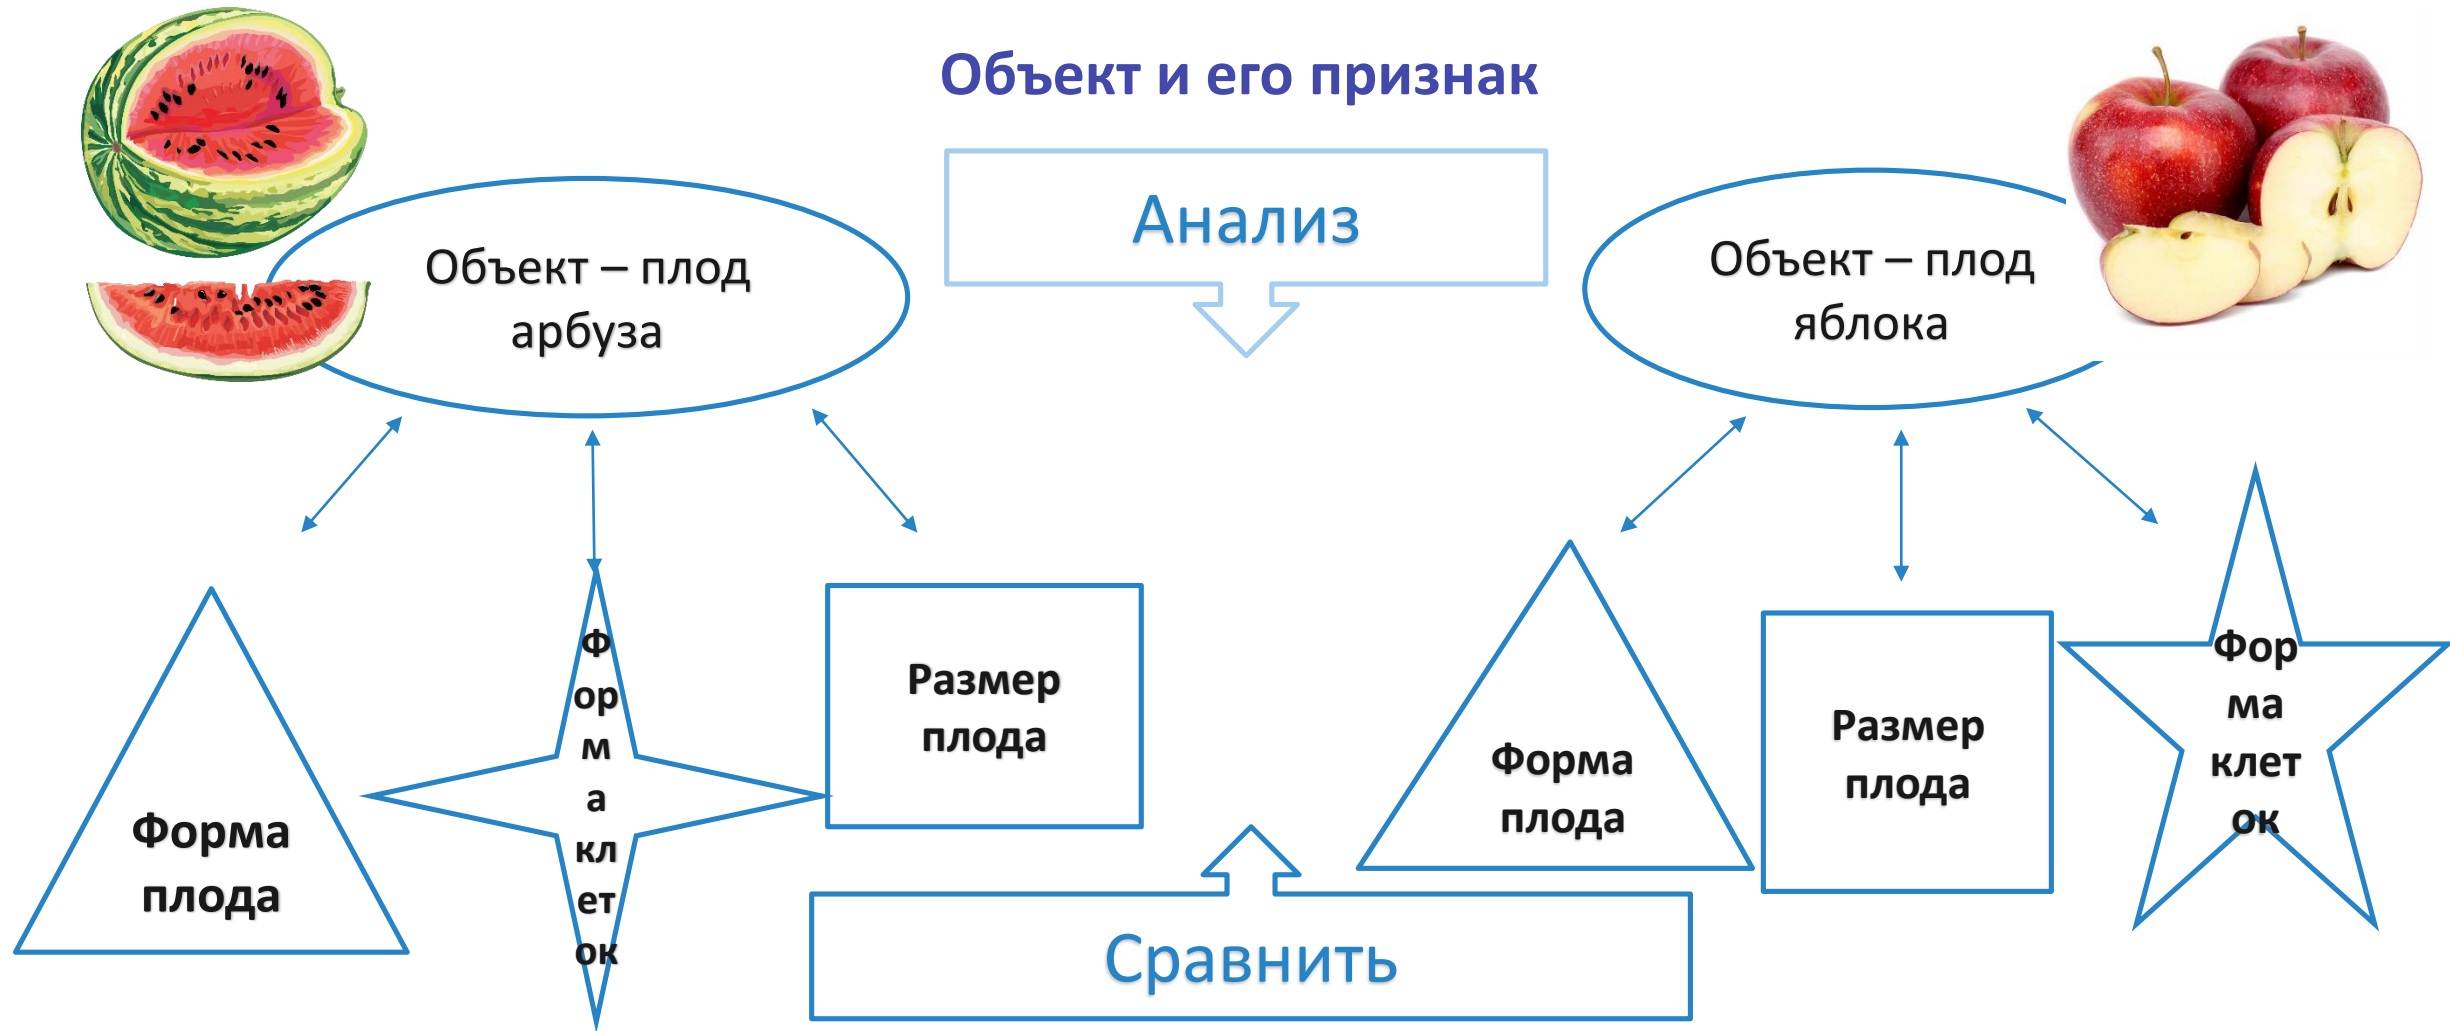 Объект и его признак
Анализ
Объект – плод
арбуза
Объект – плод
яблока
Форма
плода
Ф
ор
м
а
кл
ет
ок
Размер
плода
Форма
плода
Размер
плода
Фор
ма
клет
ок
Сравнить